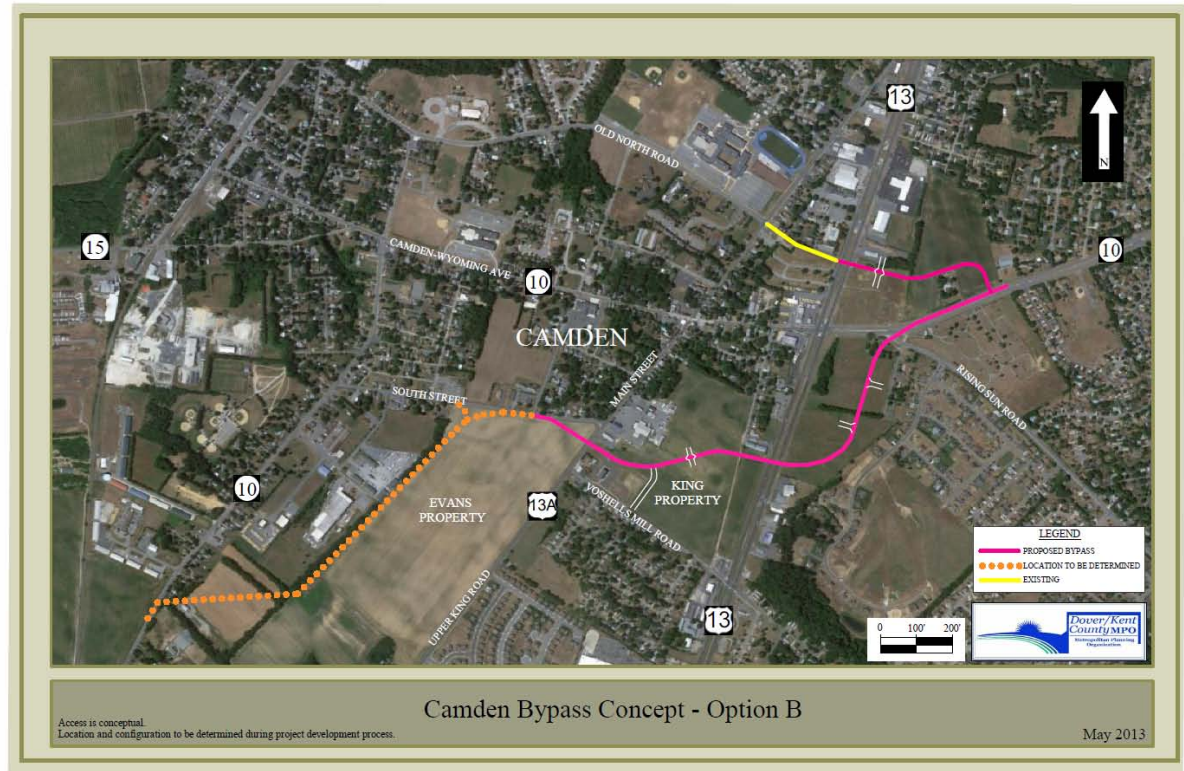 13
OLD NORTH ROAD
N
15
10
CAMDEN-WYOMING AVE
10
CAMDEN
MAIN STREET
RISING SUN ROAD
SOUTH STREET
10
EVANS
PROPERTY
13A
KING
PROPERTY
VOSHELLS MILL ROAD
UPPER KING ROAD
13
LEGEND
PROPOSED BYPASS
LOCATION TO BE DETERMINED
EXISTING
0 100' 200'
Dover/Kent
County MPO
Metropolitan Planning
Organization
Camden Bypass Concept - Option B
Access is conceptual.
Location and configuration to be determined during project development process.
May 2013